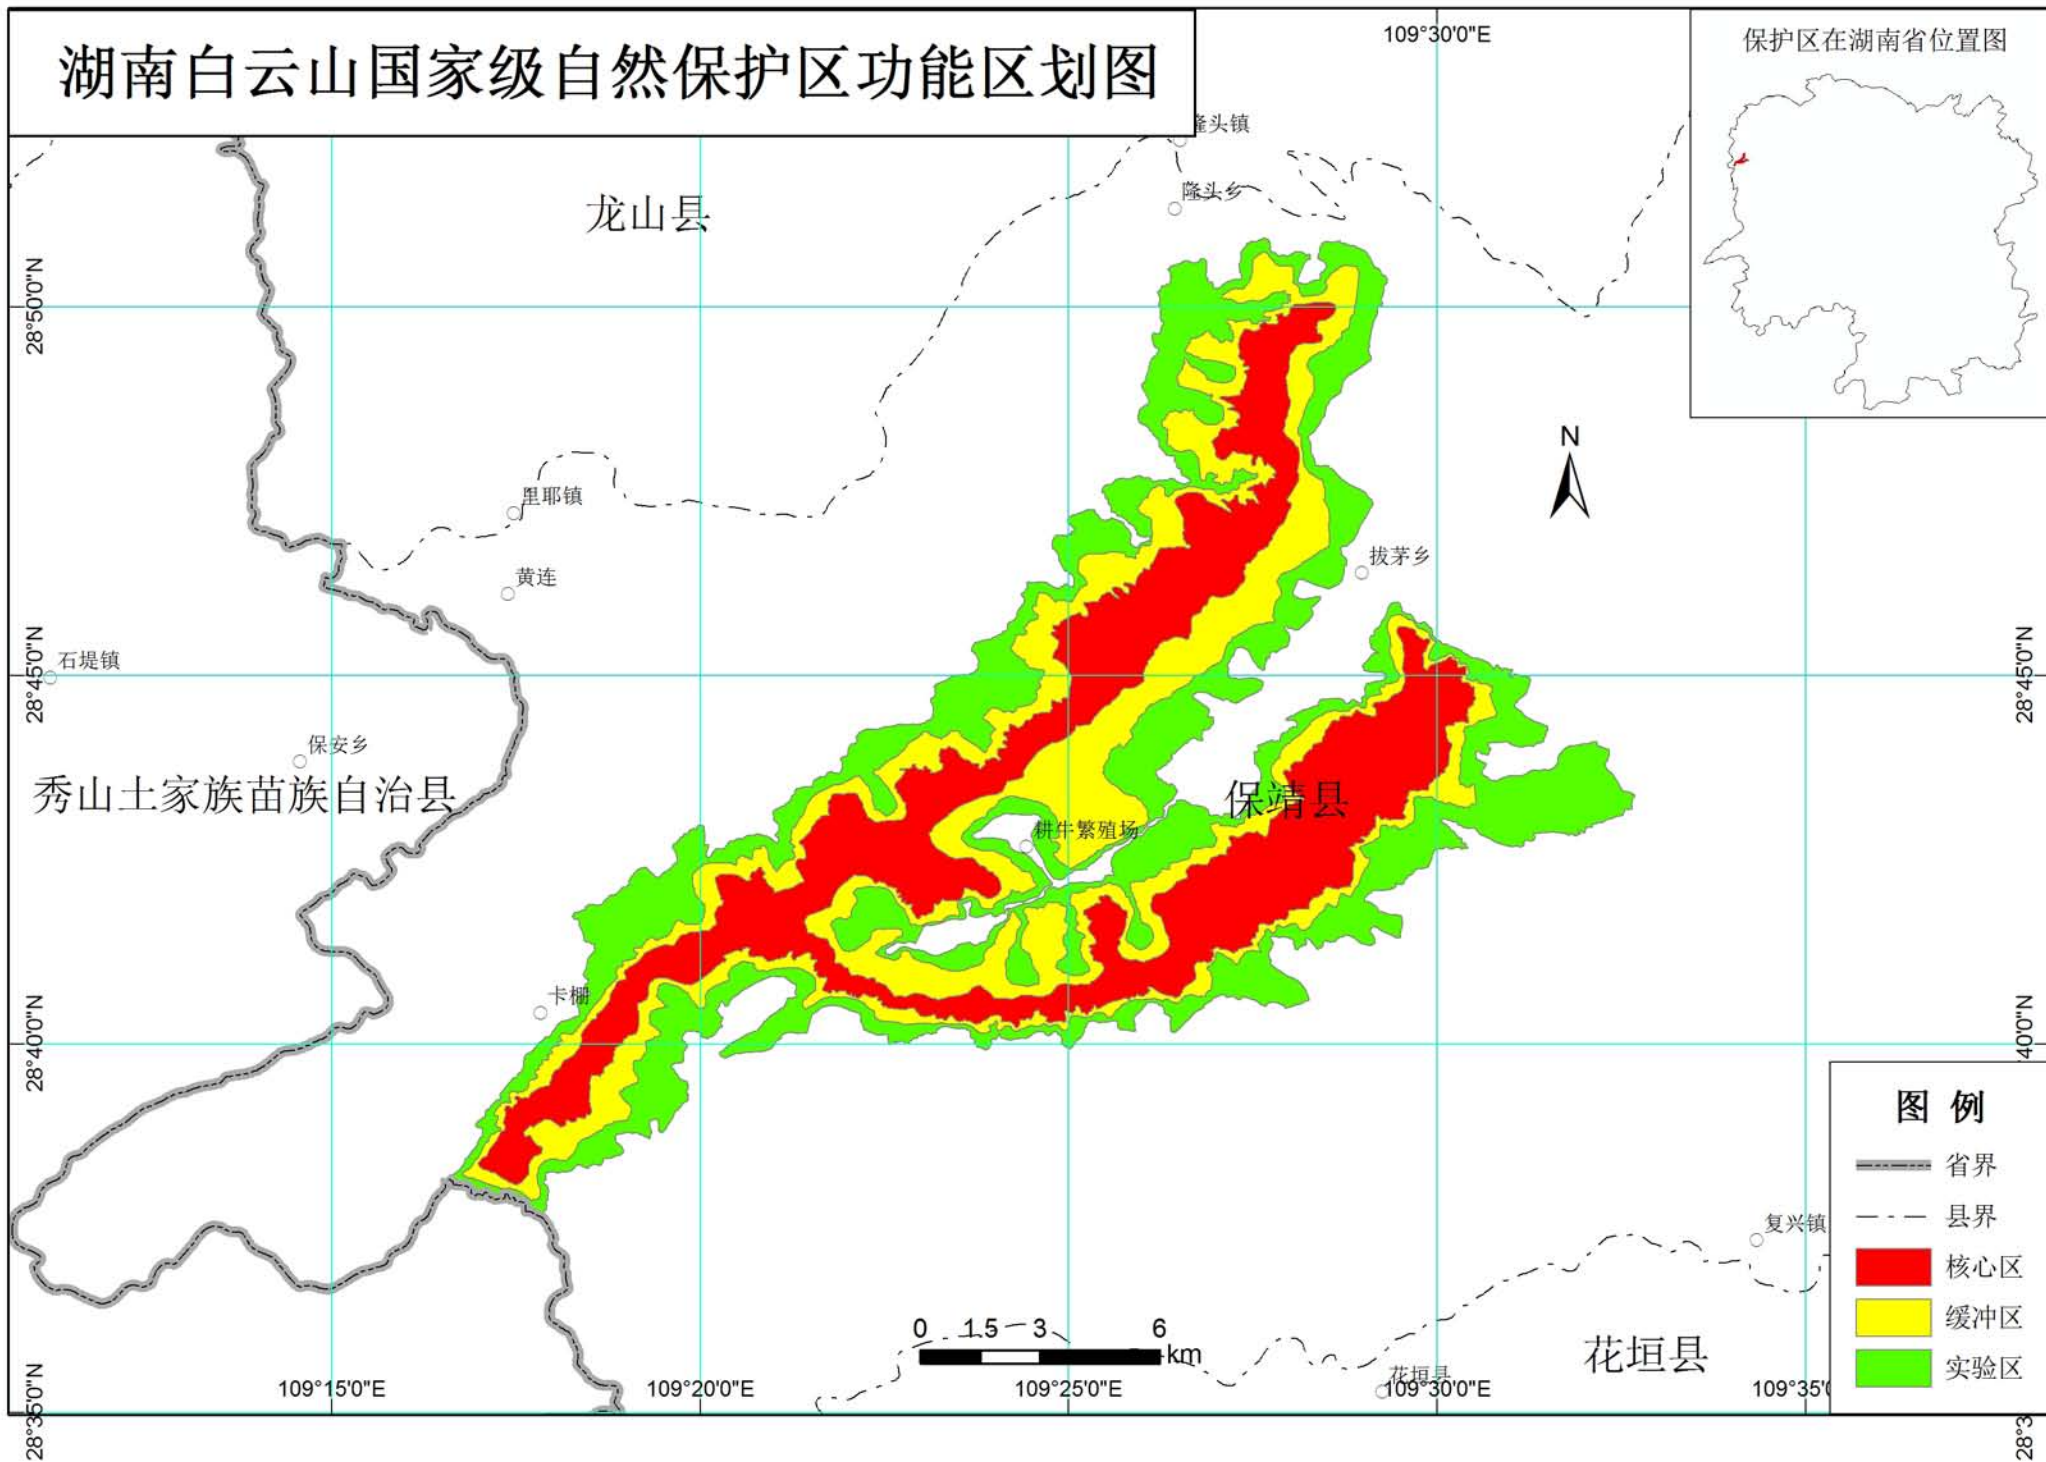 湖南白云山国家级自然保护区功能区划图
109°30'0"E
保护区在湖南省位置图
隆头镇
隆头乡
龙山县
28°50'0"N
N
里耶镇
拔茅乡
黄连
石堤镇
28°45'0"N
28°45'0"N
保安乡
秀山土家族苗族自治县
保靖县
耕牛繁殖场
卡棚
28°40'0"N
40'0"N
图 例
省界
县界
核心区
缓冲区
实验区
复兴镇
花垣县
0 1.5 3 6
km
花垣县
109°15'0"E
109°20'0"E
109°25'0"E
109°30'0"E
109°35'0
28°35'0"N
28°3